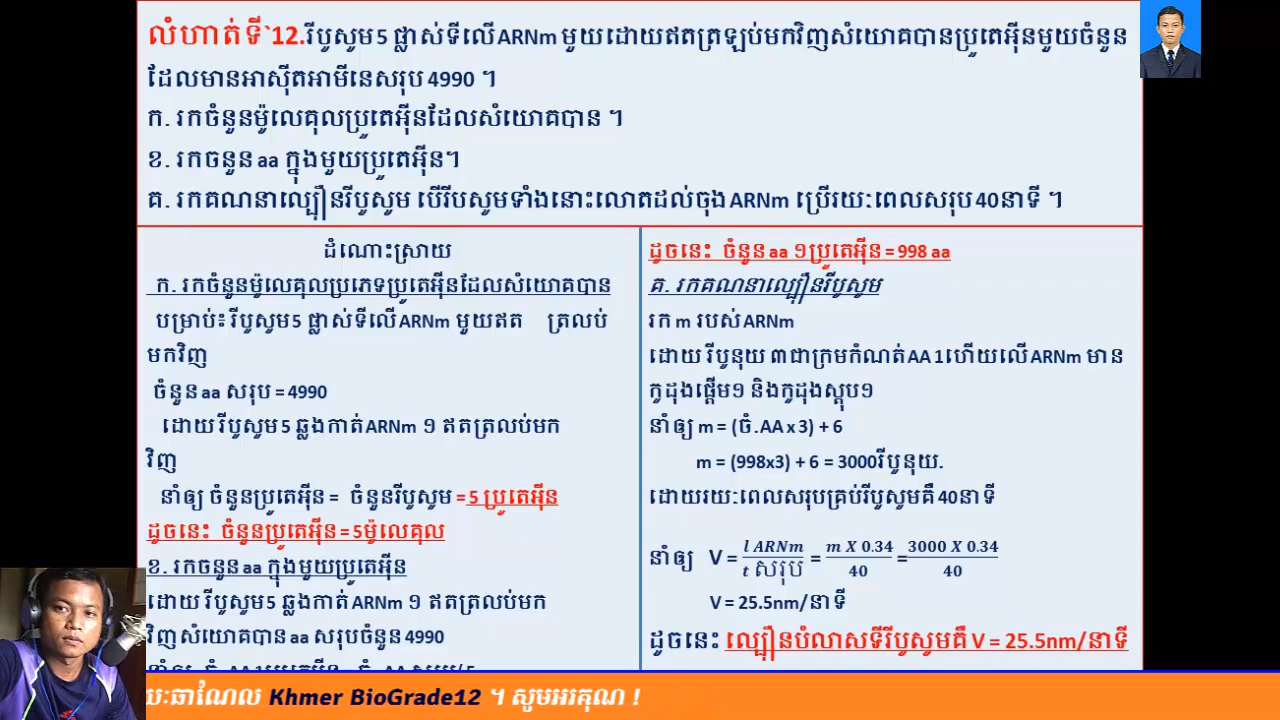 លំហាត់ទី`12.រីបូសូម5 ផ្លាស់ទីលើARNm មួយដោយឥតត្រឡប់មកវិញសំយោគបានប្រូតេអ៊ីនមួយចំនួន
ដែលមានអាស៊ីតអាមីនេសរុប 4990 ។
ក. រកចំនួនម៉ូលេគុលប្រូតេអ៊ីនដែលសំយោគបាន ។
ខ. រកចនួន aa ក្នុងមួយប្រូតេអ៊ីន។
គ. រកគណនាល្បឿនរីបូសូម បើរីបសូមទាំងនោះលោតដល់ចុង ARNm ប្រើរយៈពេលសរុប 40នាទី ។
ដំណោះស្រាយ
ក. រកចំនួនម៉ូលេគុលប្រភេទប្រូតេអ៊ីនដែលសំយោគបាន
បម្រាប់៖ រីបូសូម5 ផ្លាស់ទីលើARNm មួយឥត ត្រលប់
មកវិញ
ចំនួន aa សរុប = 4990
ដោយ រីបូសូម 5 ឆ្លងកាត់ARNm ១ ឥតត្រលប់មក
វិញ
នាំឲ្យ ចំនួនប្រូតេអ៊ីន = ចំនួនរីបូសូម = 5 ប្រូតេអ៊ីន
ដូចនេះ ចំនួនប្រូតេអ៊ីន = 5ម៉ូលេគុល
ខ. រកចនួន aa ក្នុងមួយប្រូតេអ៊ីន
ដោយ រីបូសូម5 ឆ្លងកាត់ ARNm ១ ឥតត្រលប់មក
វិញសំយោគបាន aa សរុបចំនួន 4990
ដូចនេះ ចំនួន aa ១ប្រូតេអ៊ីន = 998 aa
គ. រកគណនាល្បឿនរីបូសូម
រក m របស់ARNm
ដោយ រីបូនុយ ៣ជាក្រមកំណត់AA 1ហើយលើARNm មាន
កូដុងផ្ដើម១ និងកូដុងស្តុប១
នាំឲ្យ m = (ចំ.AA x 3) + 6
m = (998x3) + 6 = 3000រីបូនុយ.
ដោយរយៈពេលសរុបគ្រប់រីបូសូមគឺ 40នាទី
នាំឲ្យ V = l ARNm / t សរុប = m X 0.34 / 40 = 3000 X 0.34 / 40
V = 25.5nm/នាទី
ដូចនេះ ល្បឿនបំលាសទីរីបូសូមគឺ V = 25.5nm/នាទី
យៈឆាណែល Khmer BioGrade12 ។ សូមអរគុណ !